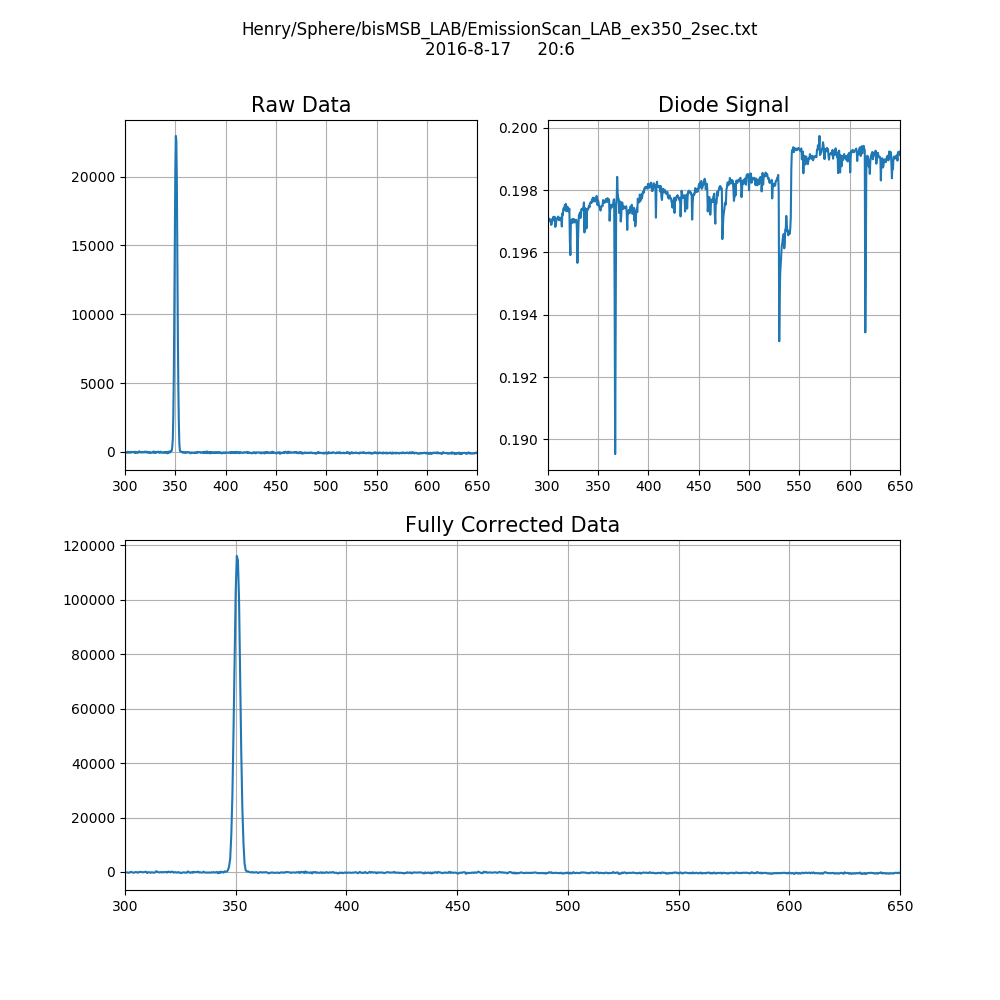 Henry/Sphere/bisMSB_LAB/EmissionScan_LAB_ex350_2sec.txt
2016-8-17 20:6
Raw Data
20000
15000
10000
5000
0
300 350 400 450 500 550 600 650
Diode Signal
0.200
0.198
0.196
0.194
0.192
0.190
300 350 400 450 500 550 600 650
Fully Corrected Data
120000
100000
80000
60000
40000
20000
0
300 350 400 450 500 550 600 650